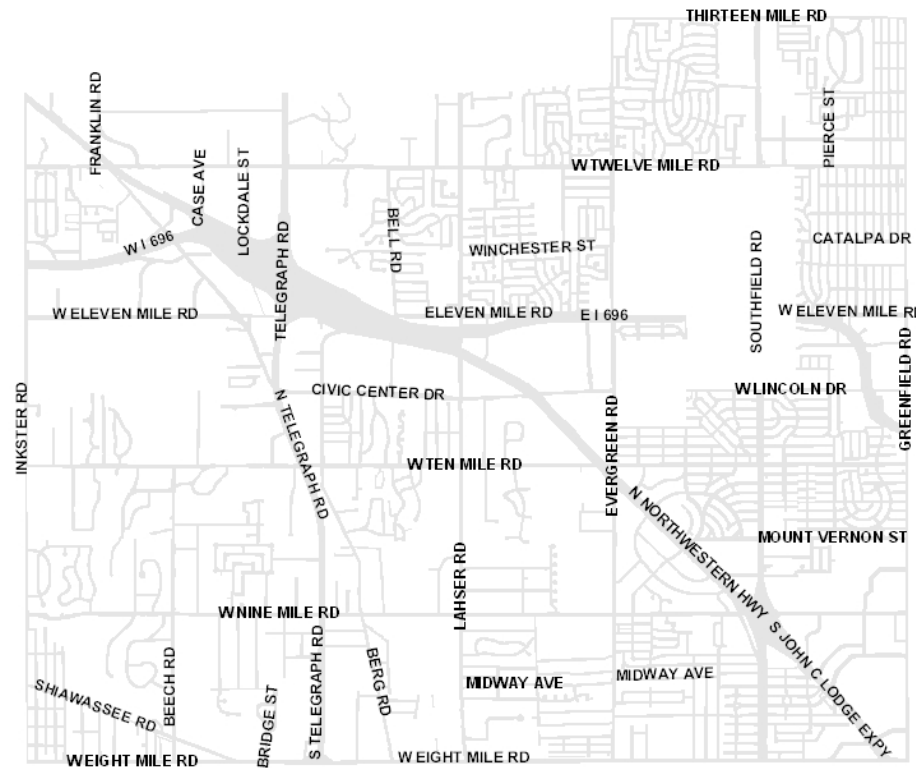 THIRTEEN MILE RD
FRANKLIN RD
PIERCE ST
CASE AVE
LOCKDALE ST
W TWELVE MILE RD
W I 696
TELEGRAPH RD
BELL RD
WINCHESTER ST
SOUTHFIELD RD
CATALPA DR
W ELEVEN MILE RD
ELEVEN MILE RD
E I 696
W ELEVEN MILE RD
GREENFIELD RD
INKSTER RD
CIVIC CENTER DR
W LINCOLN DR
N TELEGRAPH RD
EVERGREEN RD
W TEN MILE RD
N NORTHWESTERN HWY
MOUNT VERNON ST
LAHSER RD
W NINE MILE RD
S JOHN C LODGE EXPY
SHIAWASSEE RD
BEECH RD
BRIDGE ST
S TELEGRAPH RD
BERG RD
MIDWAY AVE
MIDWAY AVE
W EIGHT MILE RD
W EIGHT MILE RD